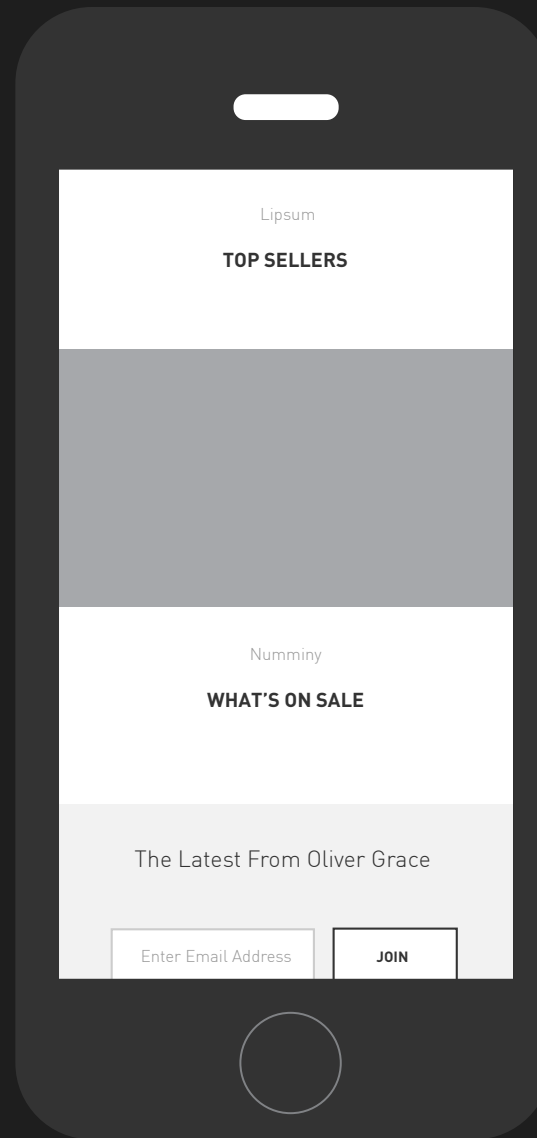 Lipsum
TOP SELLERS
Numminy
WHAT'S ON SALE
The Latest From Oliver Grace
Enter Email Address
JOIN